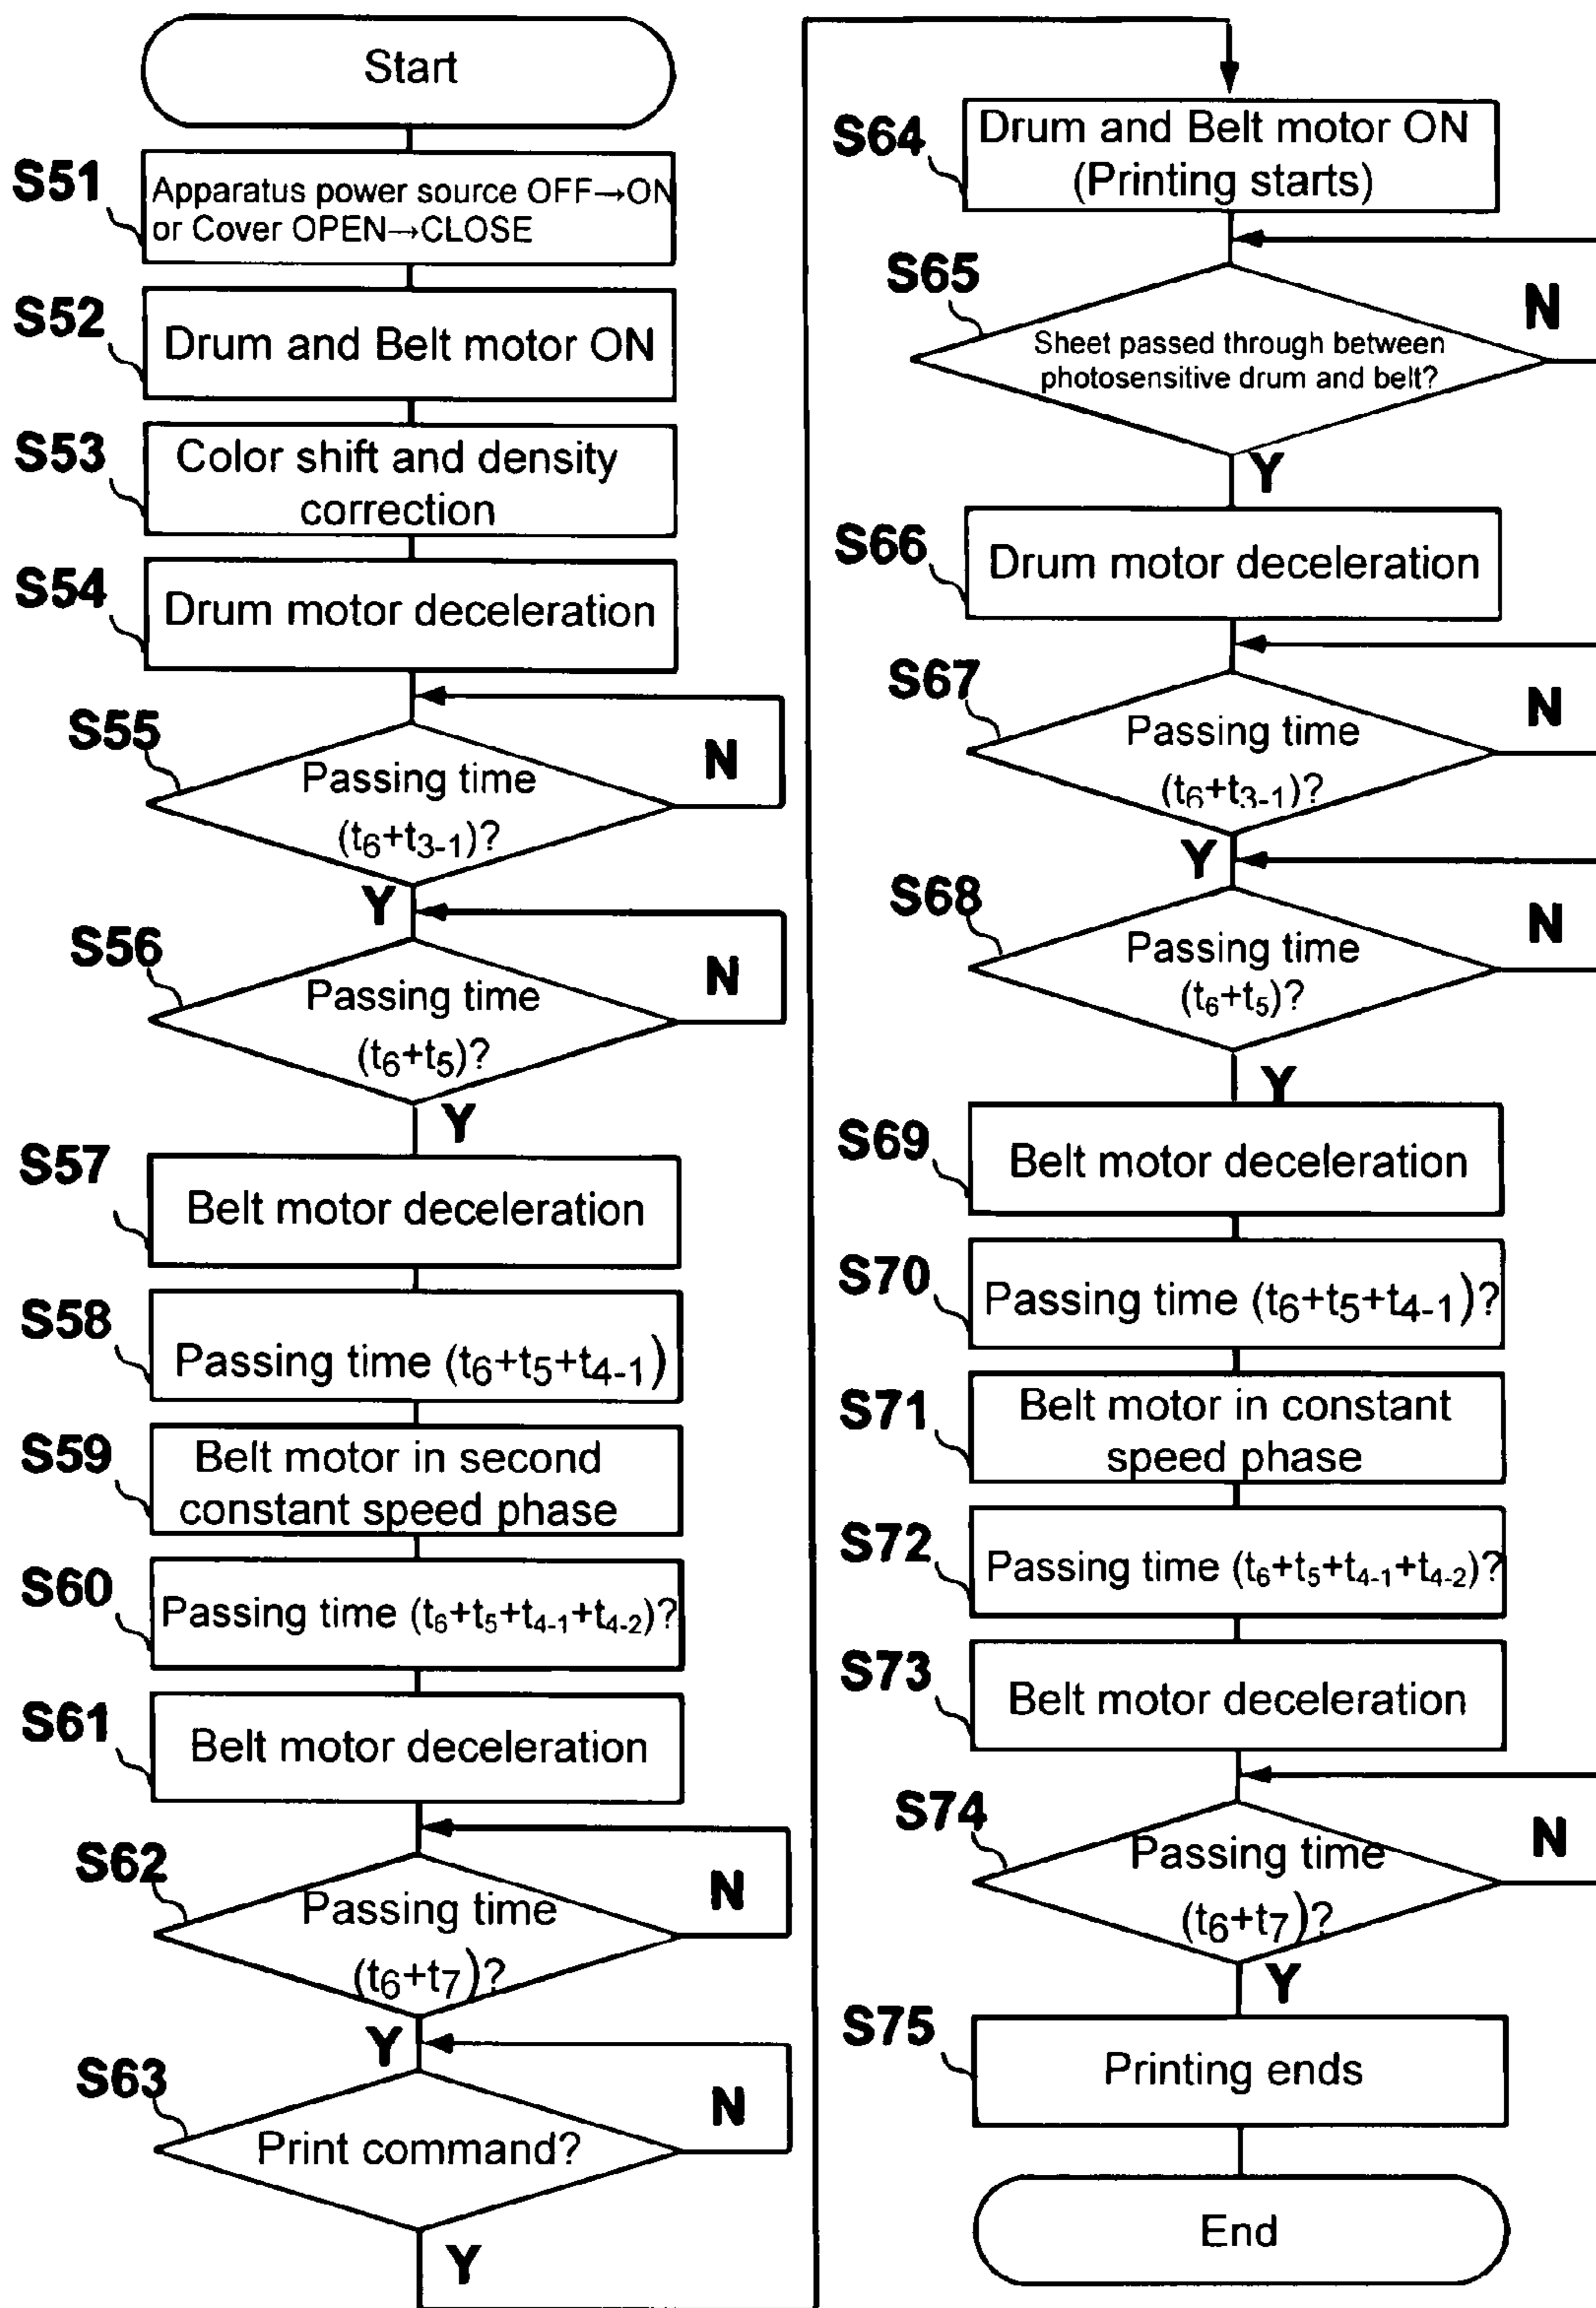 Start
S51
Apparatus power source OFF→ON
or Cover OPEN→CLOSE
S52
Drum and Belt motor ON
S53
Color shift and density
correction
S54
Drum motor deceleration
S55
Passing time
(t6+t3-1)?
N
Y
S56
Passing time
(t6+t5)?
N
Y
S57
Belt motor deceleration
S58
Passing time (t6+t5+t4-1)
S59
Belt motor in second
constant speed phase
S60
Passing time (t6+t5+t4-1+t4-2)?
S61
Belt motor deceleration
S62
Passing time
(t6+t7)?
N
Y
S63
Print command?
N
Y
S64
Drum and Belt motor ON
(Printing starts)
S65
Sheet passed through between
photosensitive drum and belt?
N
Y
S66
Drum motor deceleration
S67
Passing time
(t6+t3-1)?
N
Y
S68
Passing time
(t6+t5)?
N
Y
S69
Belt motor deceleration
S70
Passing time (t6+t5+t4-1)?
S71
Belt motor in constant
speed phase
S72
Passing time (t6+t5+t4-1+t4-2)?
S73
Belt motor deceleration
S74
Passing time
(t6+t7)?
N
Y
S75
Printing ends
End